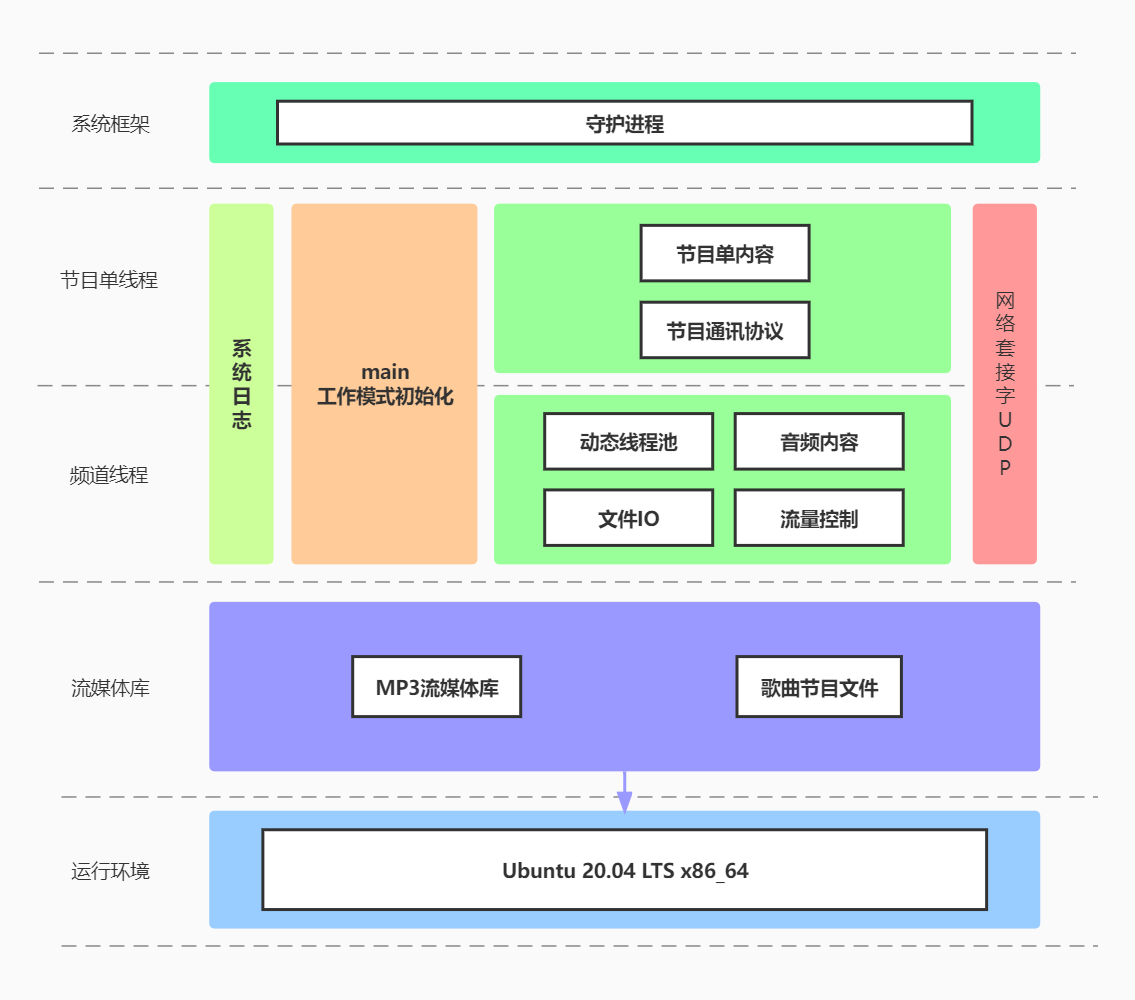 系统框架
守护进程
节目单线程
系统日志
main
工作模式初始化
节目单内容
节目通讯协议
网络套接字UDP
频道线程
动态线程池
音频内容
文件IO
流量控制
流媒体库
MP3流媒体库
歌曲节目文件
运行环境
Ubuntu 20.04 LTS x86_64